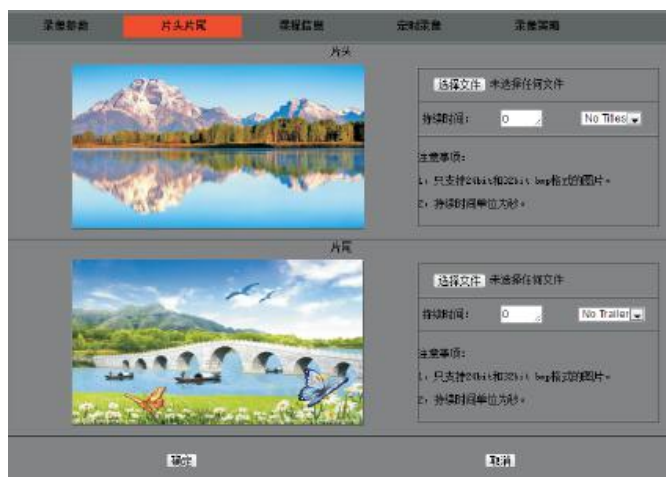 录像参数 片头片尾 课程信息 定时录像 录像策略
片头
选择文件 未选择任何文件
持续时间: 0 No Titles
注意事项:
1，只支持24bit和32bit bmp格式的图片。
2，持续时间单位为秒。
片尾
选择文件 未选择任何文件
持续时间: 0 No Trailer
注意事项:
1，只支持24bit和32bit bmp格式的图片。
2，持续时间单位为秒。
确定 取消